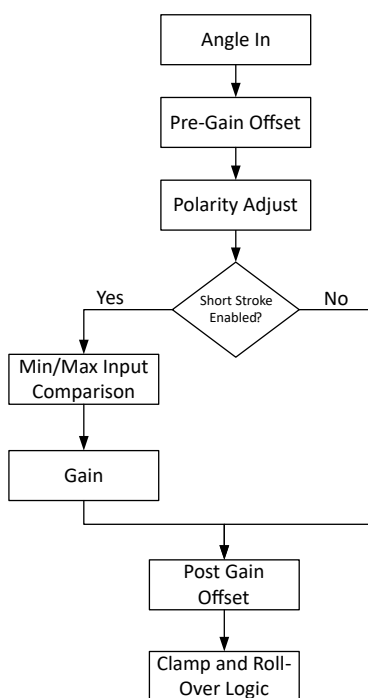 Angle In
Pre-Gain Offset
Polarity Adjust
Short Stroke
Enabled?
Yes
No
Min/Max Input
Comparison
Gain
Post Gain
Offset
Clamp and Roll-
Over Logic